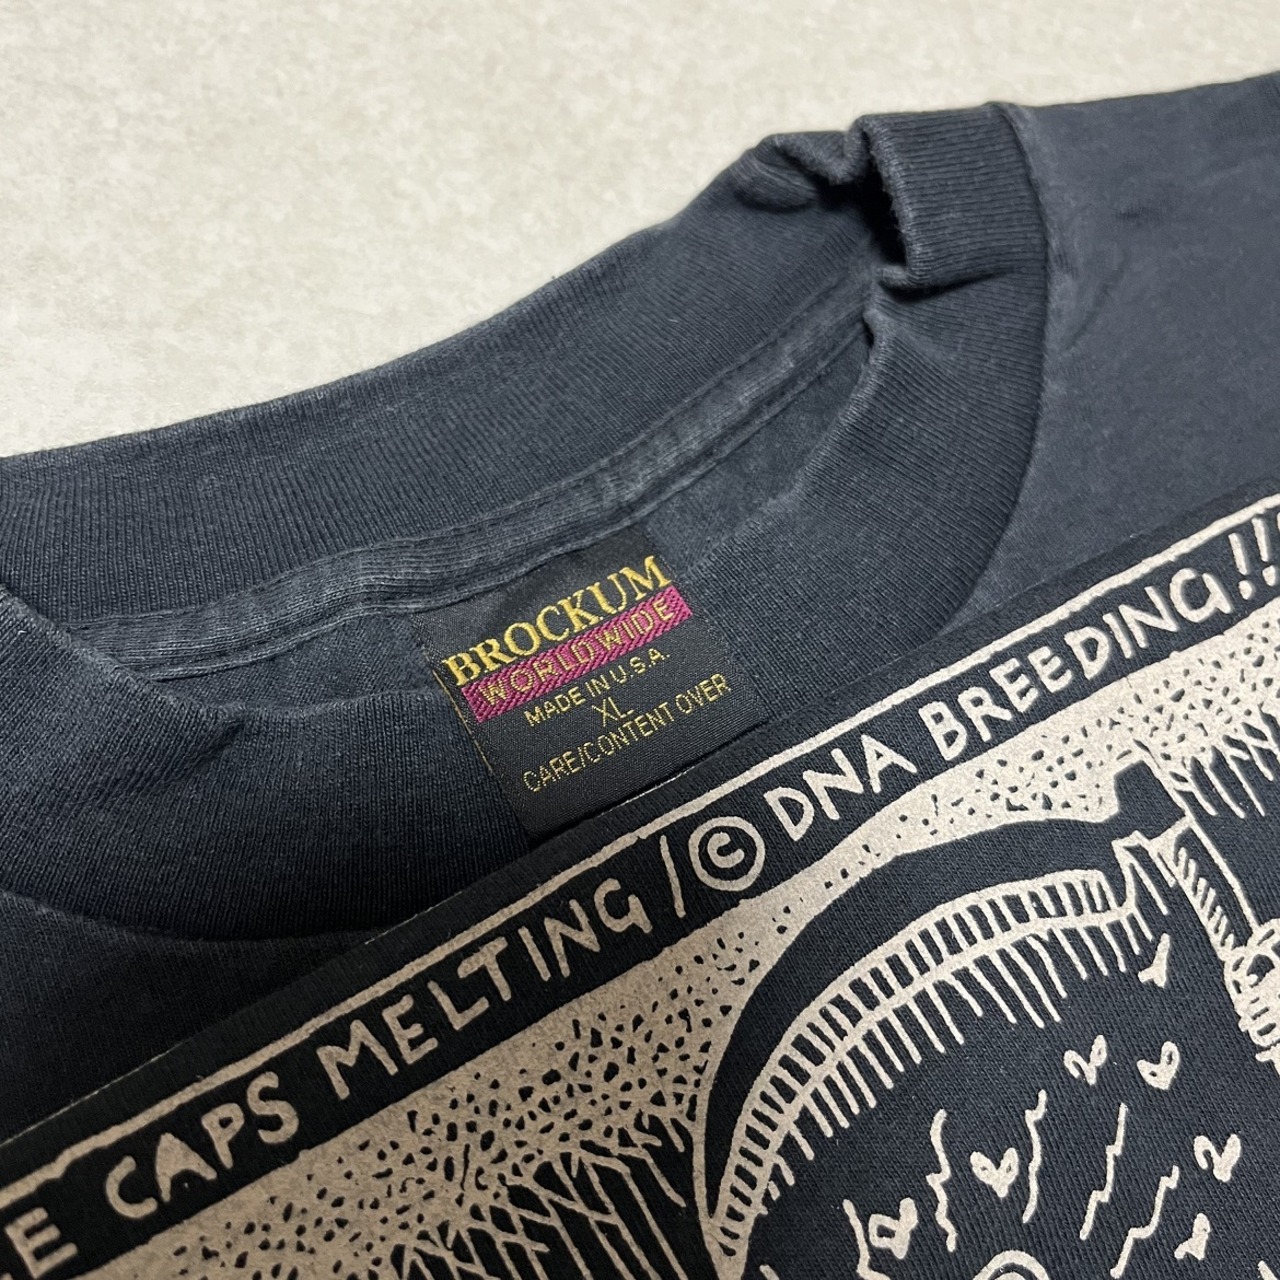 BROCKUM
WORLDWIDE
MADE IN U.S.A.
XL
CARE/CONTENT OVER
E CAPS MELTING / © DNA BREEDING!!